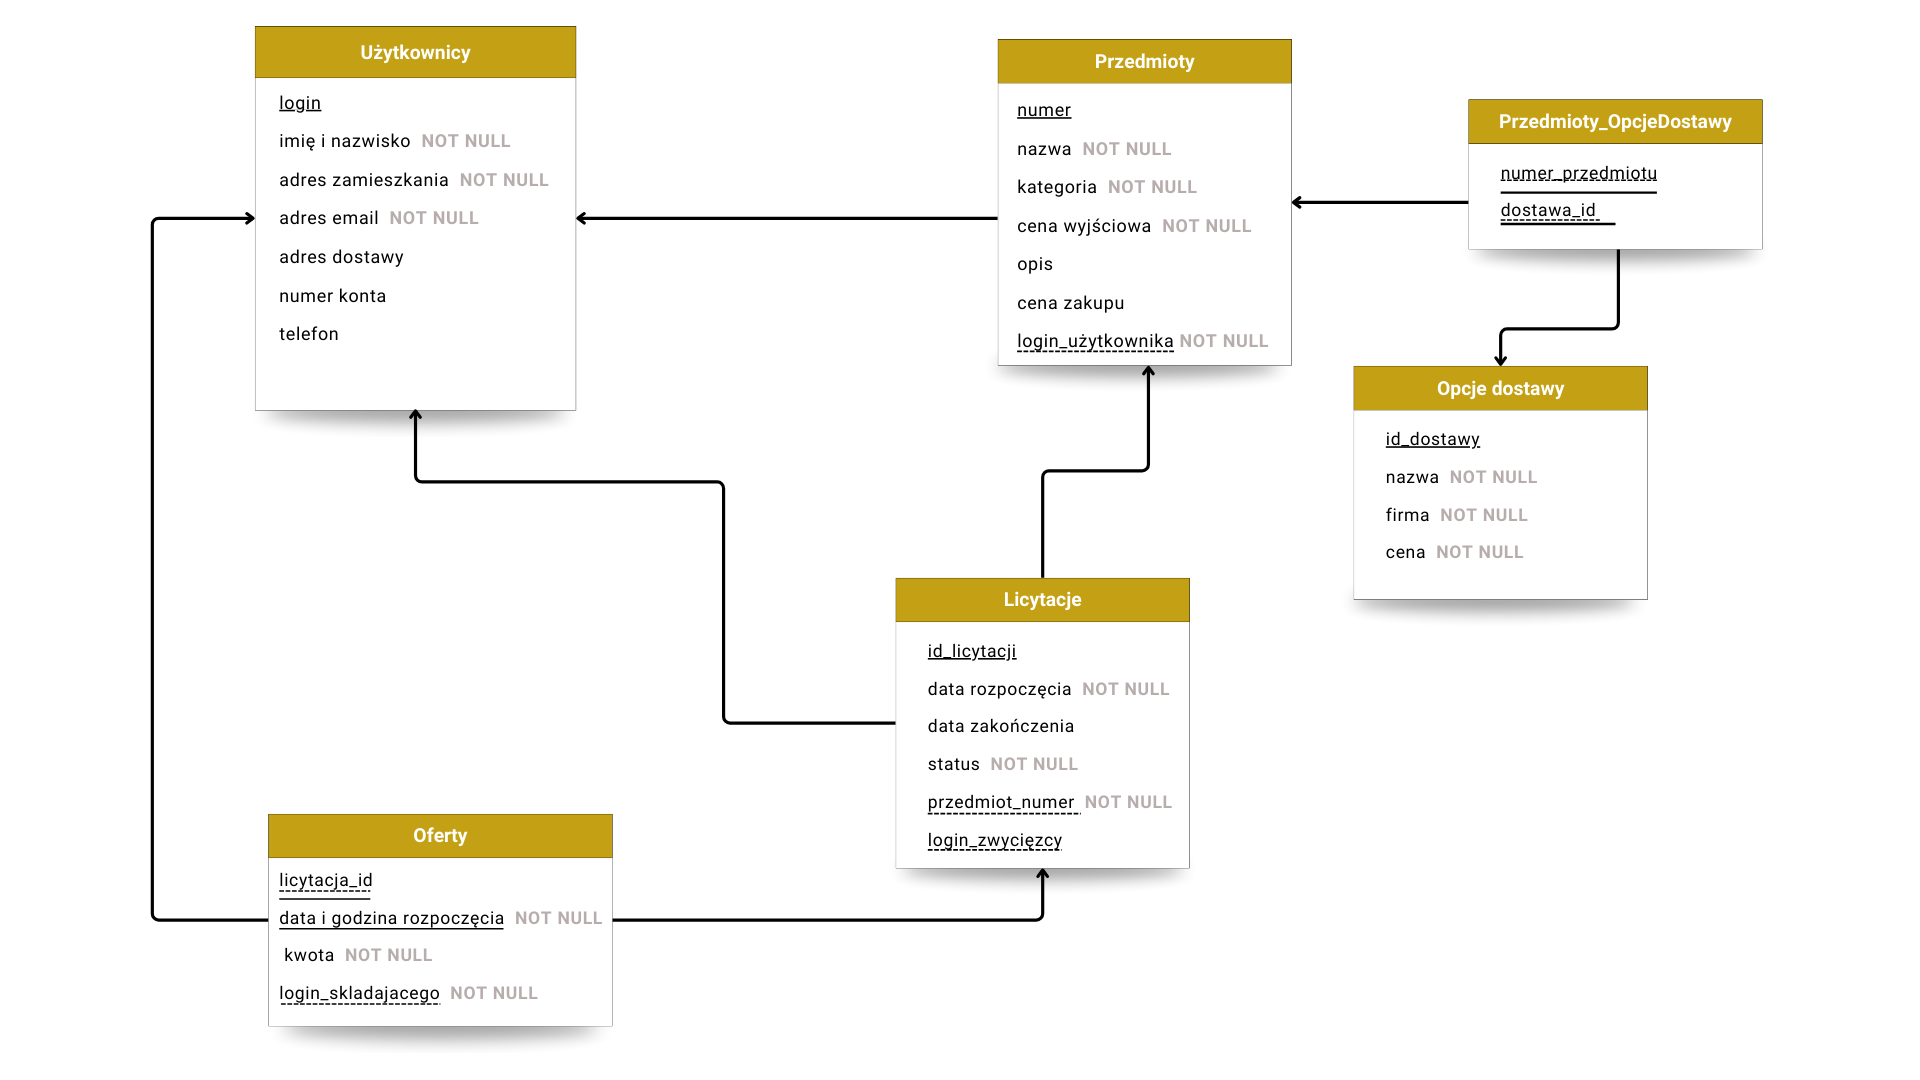 Użytkownicy
login
imię i nazwisko NOT NULL
adres zamieszkania NOT NULL
adres email NOT NULL
adres dostawy
numer konta
telefon
Przedmioty
numer
nazwa NOT NULL
kategoria NOT NULL
cena wyjściowa NOT NULL
opis
cena zakupu
login_użytkownika NOT NULL
Przedmioty_OpcjeDostawy
numer_przedmiotu
dostawa_id
Opcje dostawy
id_dostawy
nazwa NOT NULL
firma NOT NULL
cena NOT NULL
Licytacje
id_licytacji
data rozpoczęcia NOT NULL
data zakończenia
status NOT NULL
przedmiot_numer NOT NULL
login_zwycięzcy
Oferty
licytacja_id
data i godzina rozpoczęcia NOT NULL
kwota NOT NULL
login_skladajacego NOT NULL